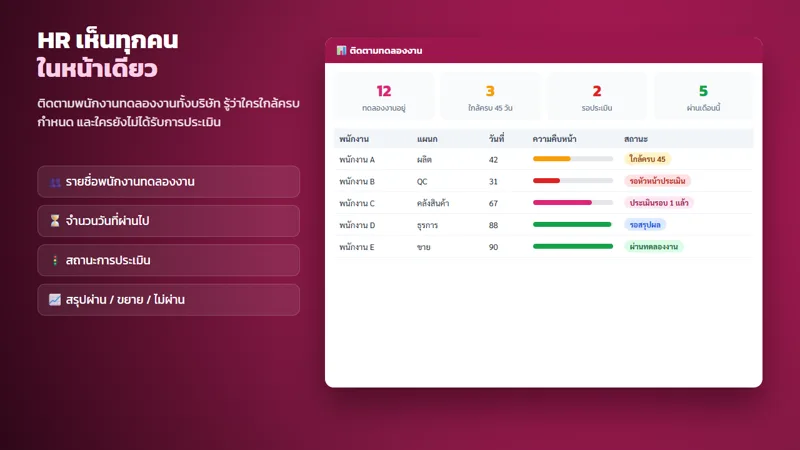 HR เห็นทุกคน
ในหน้าเดียว
ติดตามพนักงานทดลองงานทั้งบริษัท รู้ว่าใครใกล้ครบ
กำหนด และใครยังไม่ได้รับการประเมิน
รายชื่อพนักงานทดลองงาน
จำนวนวันที่ผ่านไป
สถานะการประเมิน
สรุปผ่าน / ขยาย / ไม่ผ่าน
ติดตามทดลองงาน
12 3 2 5
ทดลองงานอยู่ ใกล้ครบ 45 วัน รอประเมิน ผ่านเดือนนี้
พนักงาน แผนก วันที่ ความคืบหน้า สถานะ
พนักงาน A ผลิต 42 ใกล้ครบ 45
พนักงาน B QC 31 รอหัวหน้าประเมิน
พนักงาน C คลังสินค้า 67 ประเมินรอบ 1 แล้ว
พนักงาน D ธุรการ 88 รอสรุปผล
พนักงาน E ขาย 90 ผ่านทดลองงาน